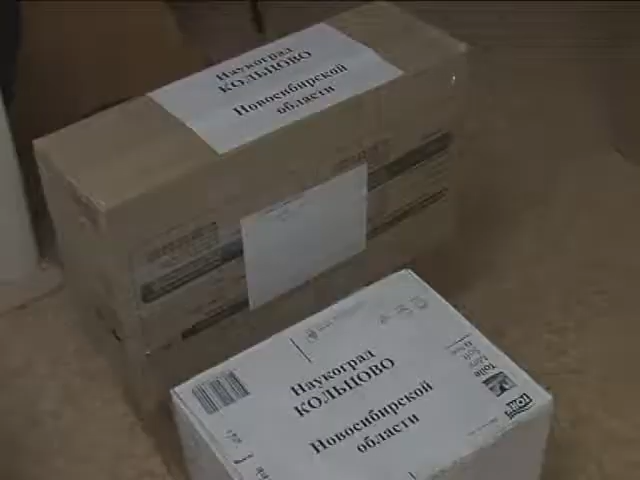 Наукоград
КОЛЬЦОВО
Новосибирской
области
Наукоград
КОЛЬЦОВО
Новосибирской
области